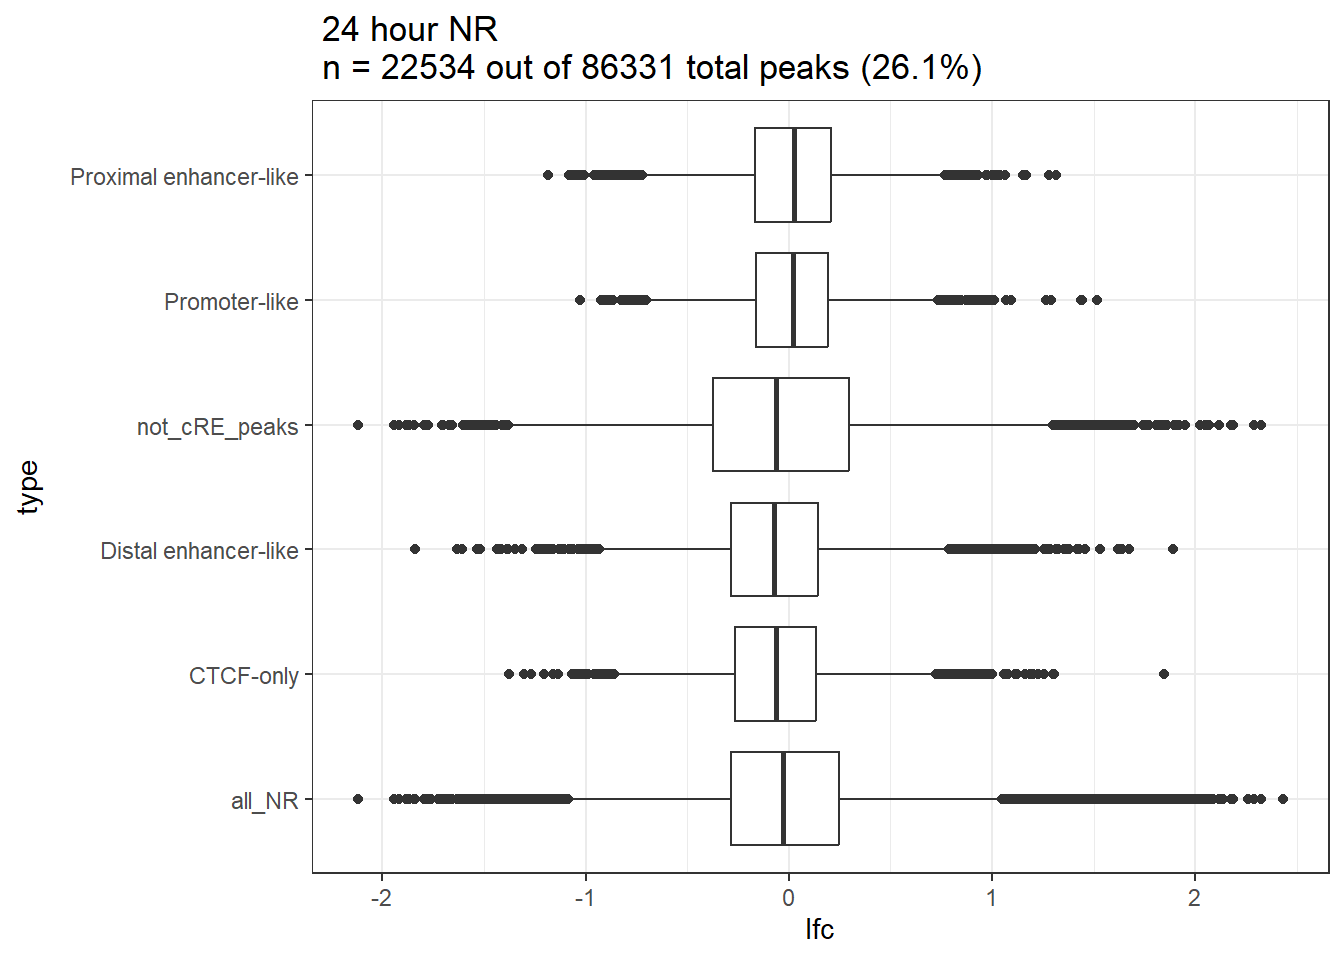 24 hour NR
n = 22534 out of 86331 total peaks (26.1%)
Proximal enhancer-like
Promoter-like
not_cRE_peaks
Distal enhancer-like
CTCF-only
all_NR
type
-2
-1
0
1
2
lfc